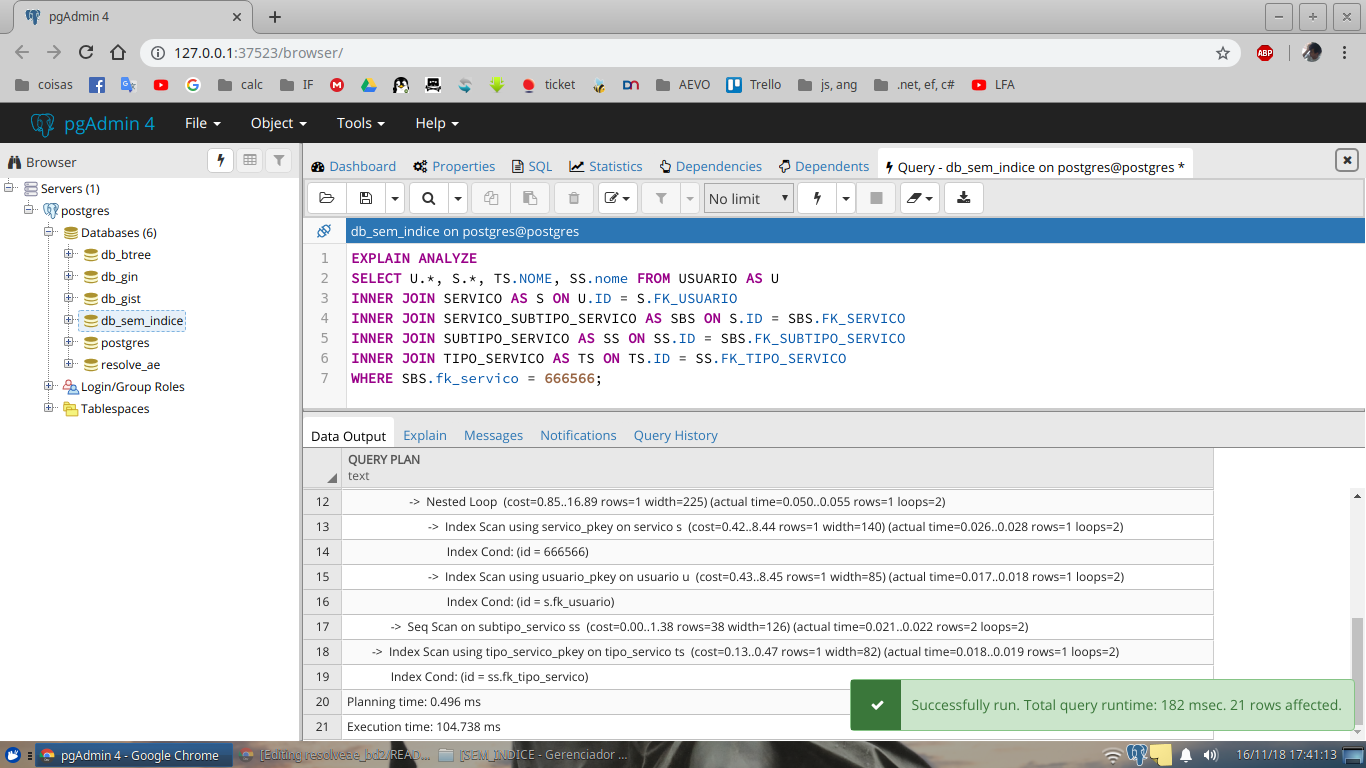 pgAdmin 4
127.0.0.1:37523/browser/
ABP
coisas calc IF ticket AEVO Trello js, ang .net, ef, c# LFA
pgAdmin 4 File Object Tools Help
Browser
Dashboard Properties SQL Statistics Dependencies Dependents Query - db_sem_indice on postgres@postgres *
Servers (1)
postgres
Databases (6)
db_btree
db_gin
db_gist
db_sem_indice
postgres
resolve_ae
Login/Group Roles
Tablespaces
No limit
db_sem_indice on postgres@postgres
1 EXPLAIN ANALYZE
2 SELECT U.*, S.*, TS.NOME, SS.nome FROM USUARIO AS U
3 INNER JOIN SERVICO AS S ON U.ID = S.FK_USUARIO
4 INNER JOIN SERVICO_SUBTIPO_SERVICO AS SBS ON S.ID = SBS.FK_SERVICO
5 INNER JOIN SUBTIPO_SERVICO AS SS ON SS.ID = SBS.FK_SUBTIPO_SERVICO
6 INNER JOIN TIPO_SERVICO AS TS ON TS.ID = SS.FK_TIPO_SERVICO
7 WHERE SBS.fk_servico = 666566;
Data Output Explain Messages Notifications Query History
QUERY PLAN
text
12 -> Nested Loop (cost=0.85..16.89 rows=1 width=225) (actual time=0.050..0.055 rows=1 loops=2)
13 -> Index Scan using servico_pkey on servico s (cost=0.42..8.44 rows=1 width=140) (actual time=0.026..0.028 rows=1 loops=2)
14 Index Cond: (id = 666566)
15 -> Index Scan using usuario_pkey on usuario u (cost=0.43..8.45 rows=1 width=85) (actual time=0.017..0.018 rows=1 loops=2)
16 Index Cond: (id = s.fk_usuario)
17 -> Seq Scan on subtipo_servico ss (cost=0.00..1.38 rows=38 width=126) (actual time=0.021..0.022 rows=2 loops=2)
18 -> Index Scan using tipo_servico_pkey on tipo_servico ts (cost=0.13..0.47 rows=1 width=82) (actual time=0.018..0.019 rows=1 loops=2)
19 Index Cond: (id = ss.fk_tipo_servico)
20 Planning time: 0.496 ms
21 Execution time: 104.738 ms
Successfully run. Total query runtime: 182 msec. 21 rows affected.
pgAdmin 4 - Google Chrome [Editing resolveae_bd2/READ... [SEM_INDICE - Gerenciador ... 16/11/18 17:41:13